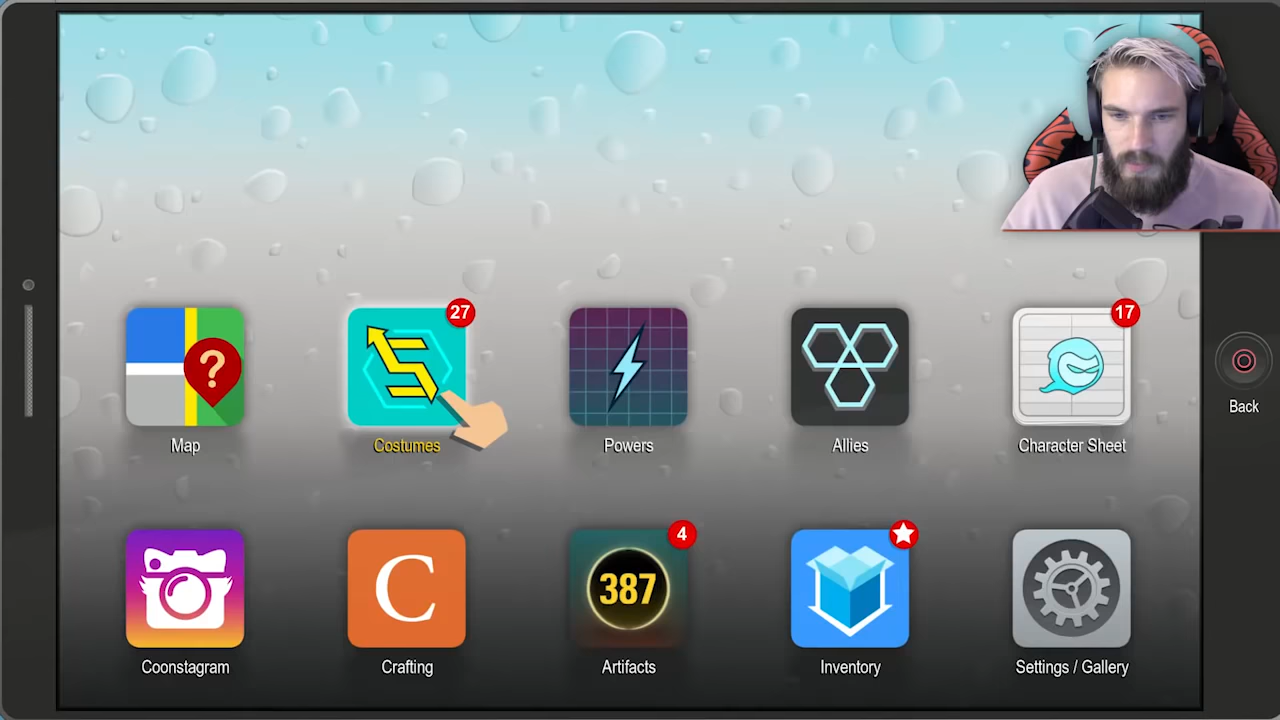 27
17
Map
Costumes
Powers
Allies
Character Sheet
Back
4
C
387
Coonstagram
Crafting
Artifacts
Inventory
Settings / Gallery
?